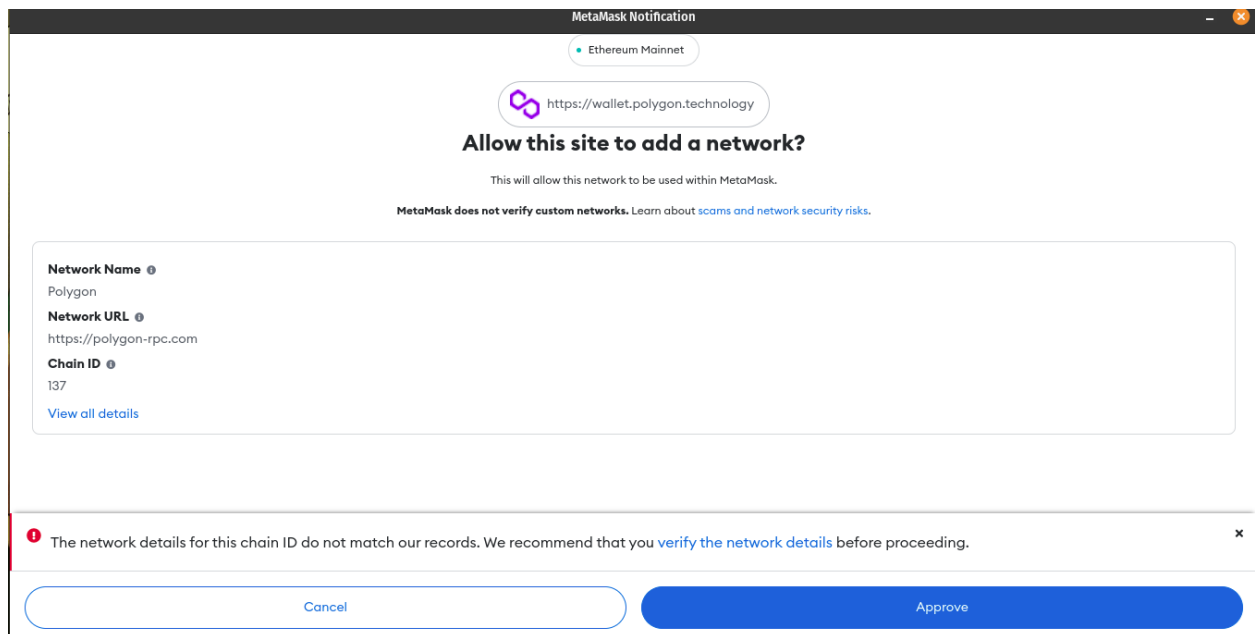 MetaMask Notification
Ethereum Mainnet
https://wallet.polygon.technology
Allow this site to add a network?
This will allow this network to be used within MetaMask.
MetaMask does not verify custom networks. Learn about scams and network security risks.
Network Name
Polygon
Network URL
https://polygon-rpc.com
Chain ID
137
View all details
The network details for this chain ID do not match our records. We recommend that you verify the network details before proceeding.
Cancel
Approve